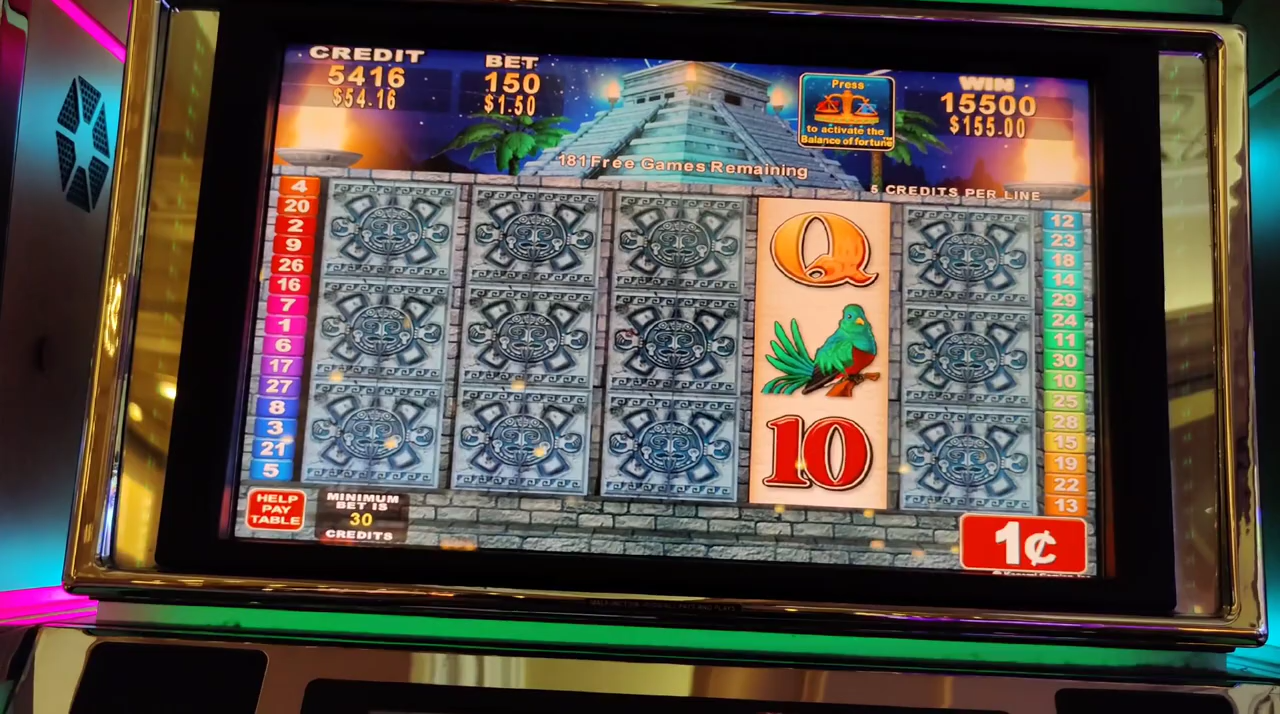 CREDIT
5416
$54.16
BET
150
$1.50
Press
to activate the
Balance of fortune™
WIN
15500
$155.00
181 Free Games Remaining
5 CREDITS PER LINE
4
20
2
9
26
16
7
1
6
17
27
8
3
21
5
Q
10
12
23
18
14
29
24
11
30
10
25
28
15
19
22
13
HELP
PAY
TABLE
MINIMUM
BET IS
30
CREDITS
1¢